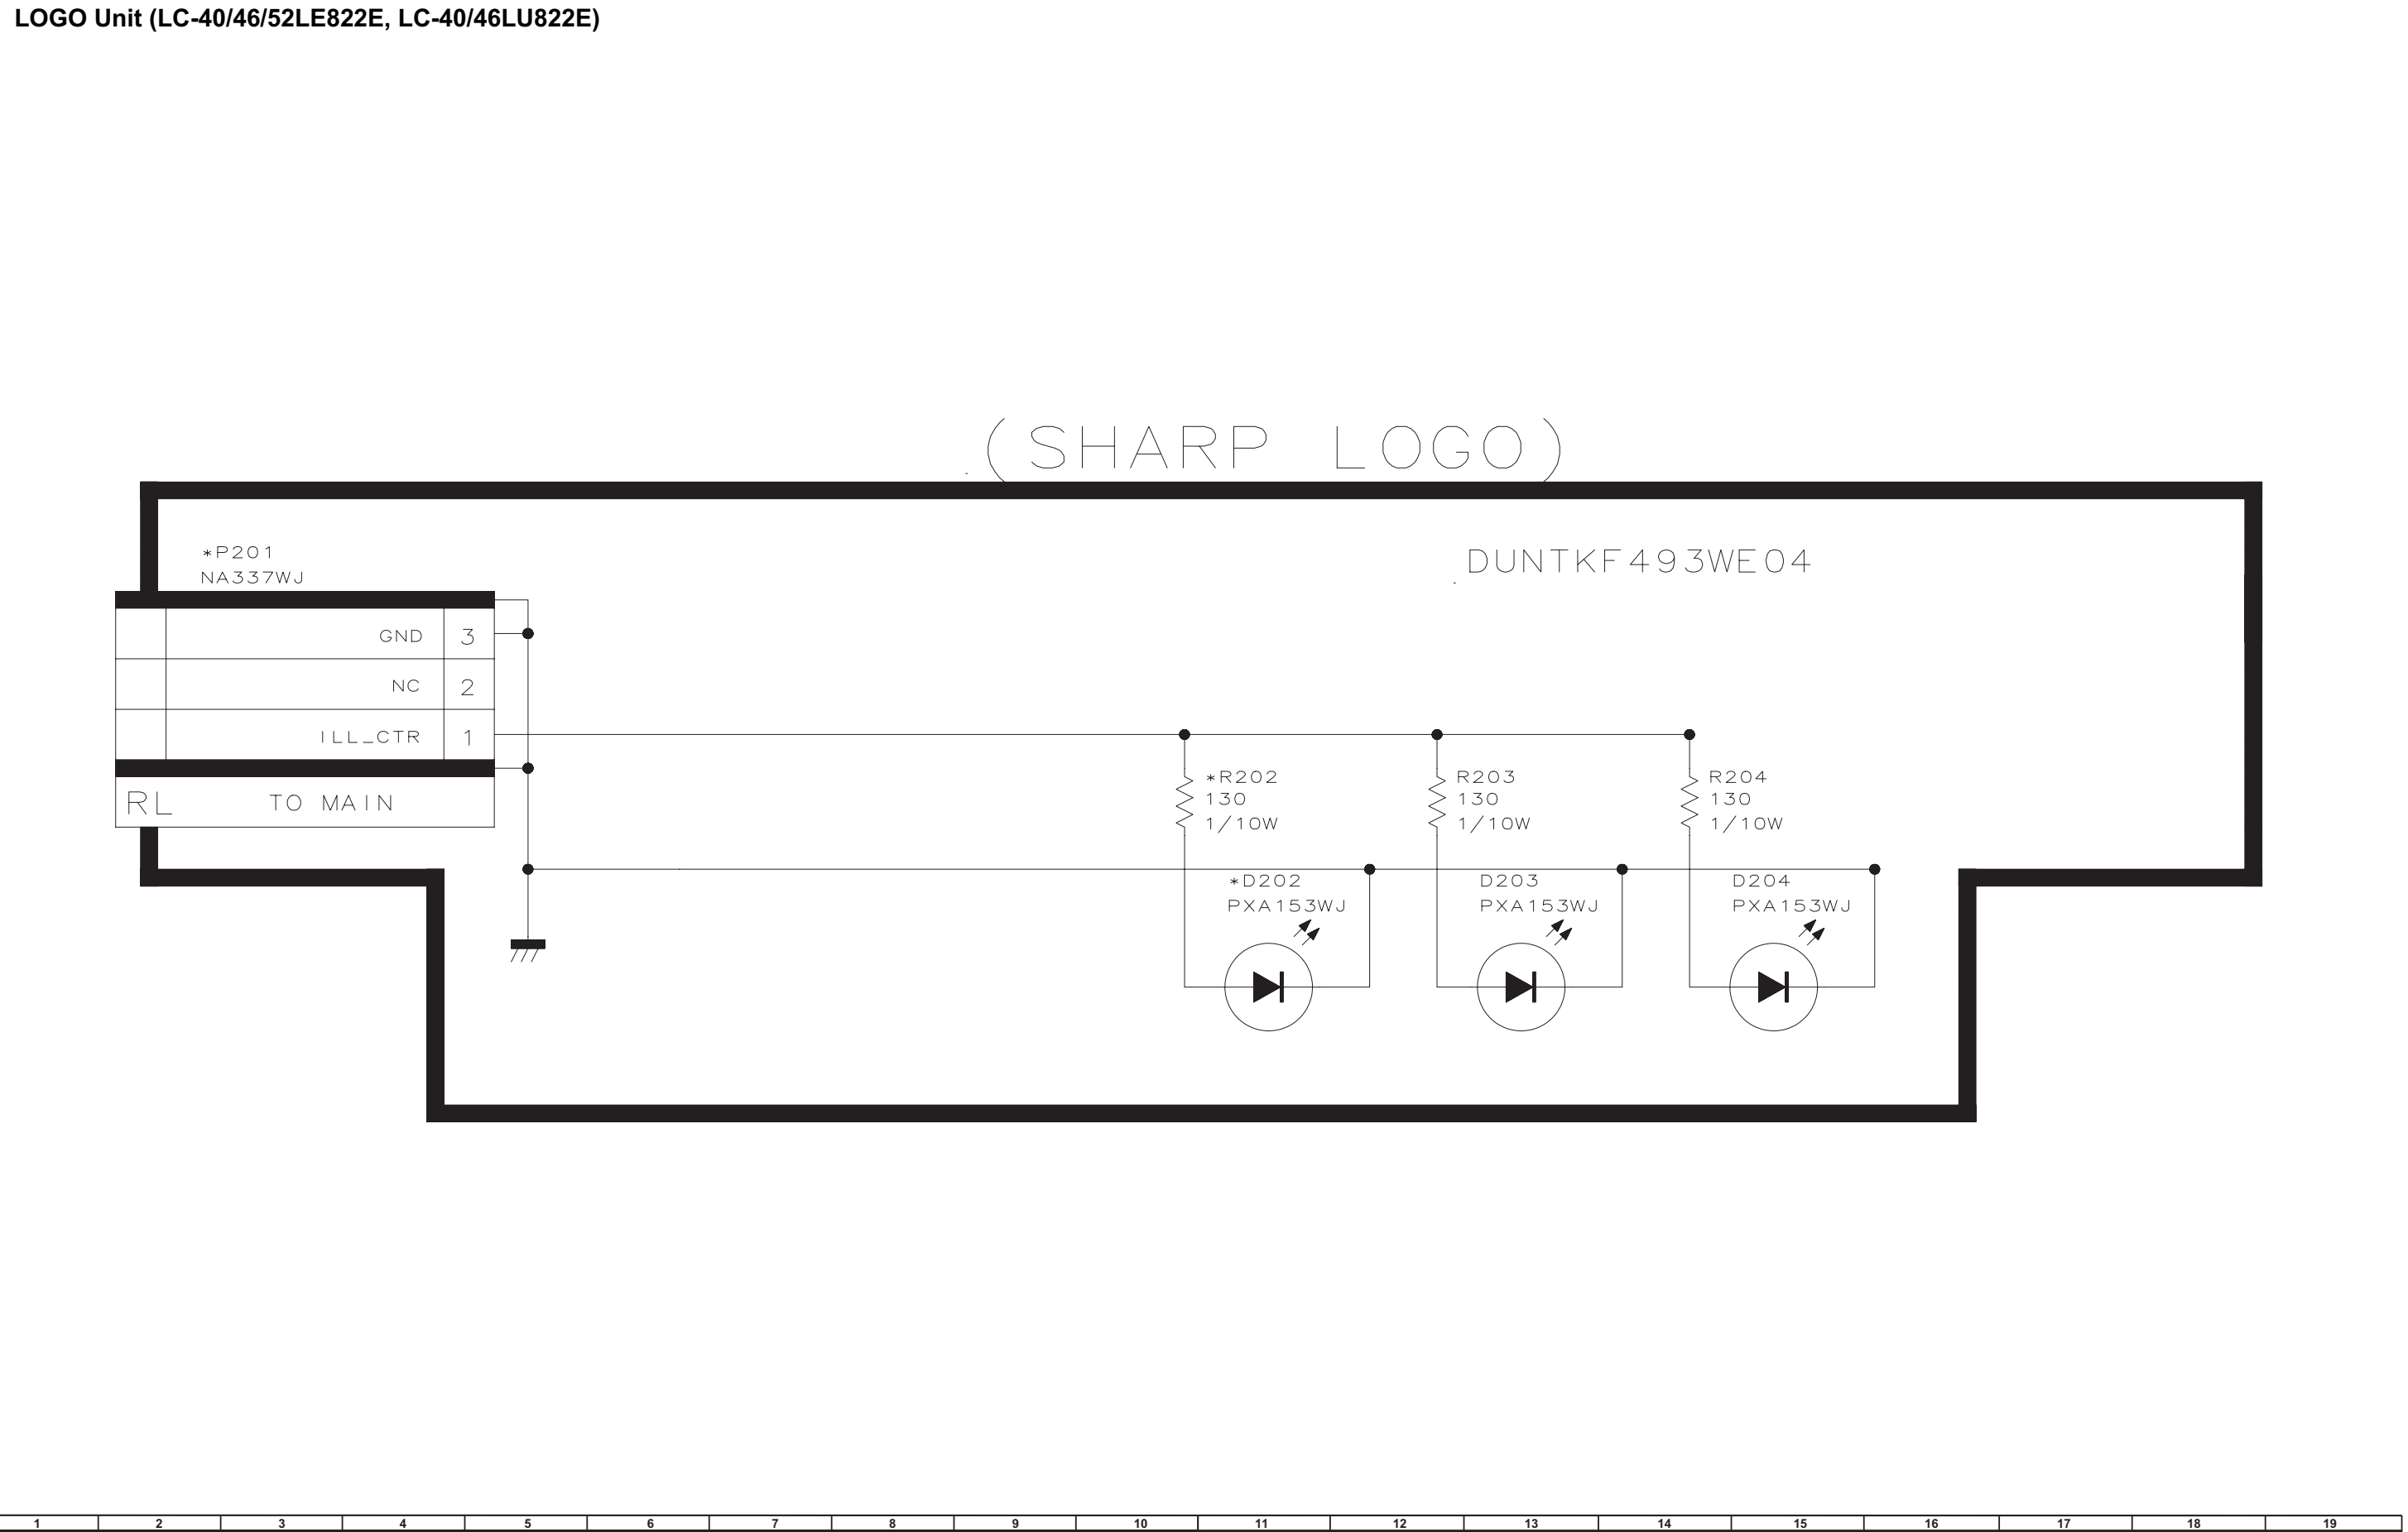 LOGO Unit (LC-40/46/52LE822E, LC-40/46LU822E)
(SHARP LOGO)
DUNTKF493WE04
*P201
NA337WJ
GND 3
NC 2
ILL_CTR 1
RL TO MAIN
*R202
130
1/10W
R203
130
1/10W
R204
130
1/10W
*D202
PXA153WJ
D203
PXA153WJ
D204
PXA153WJ
1 2 3 4 5 6 7 8 9 10 11 12 13 14 15 16 17 18 19